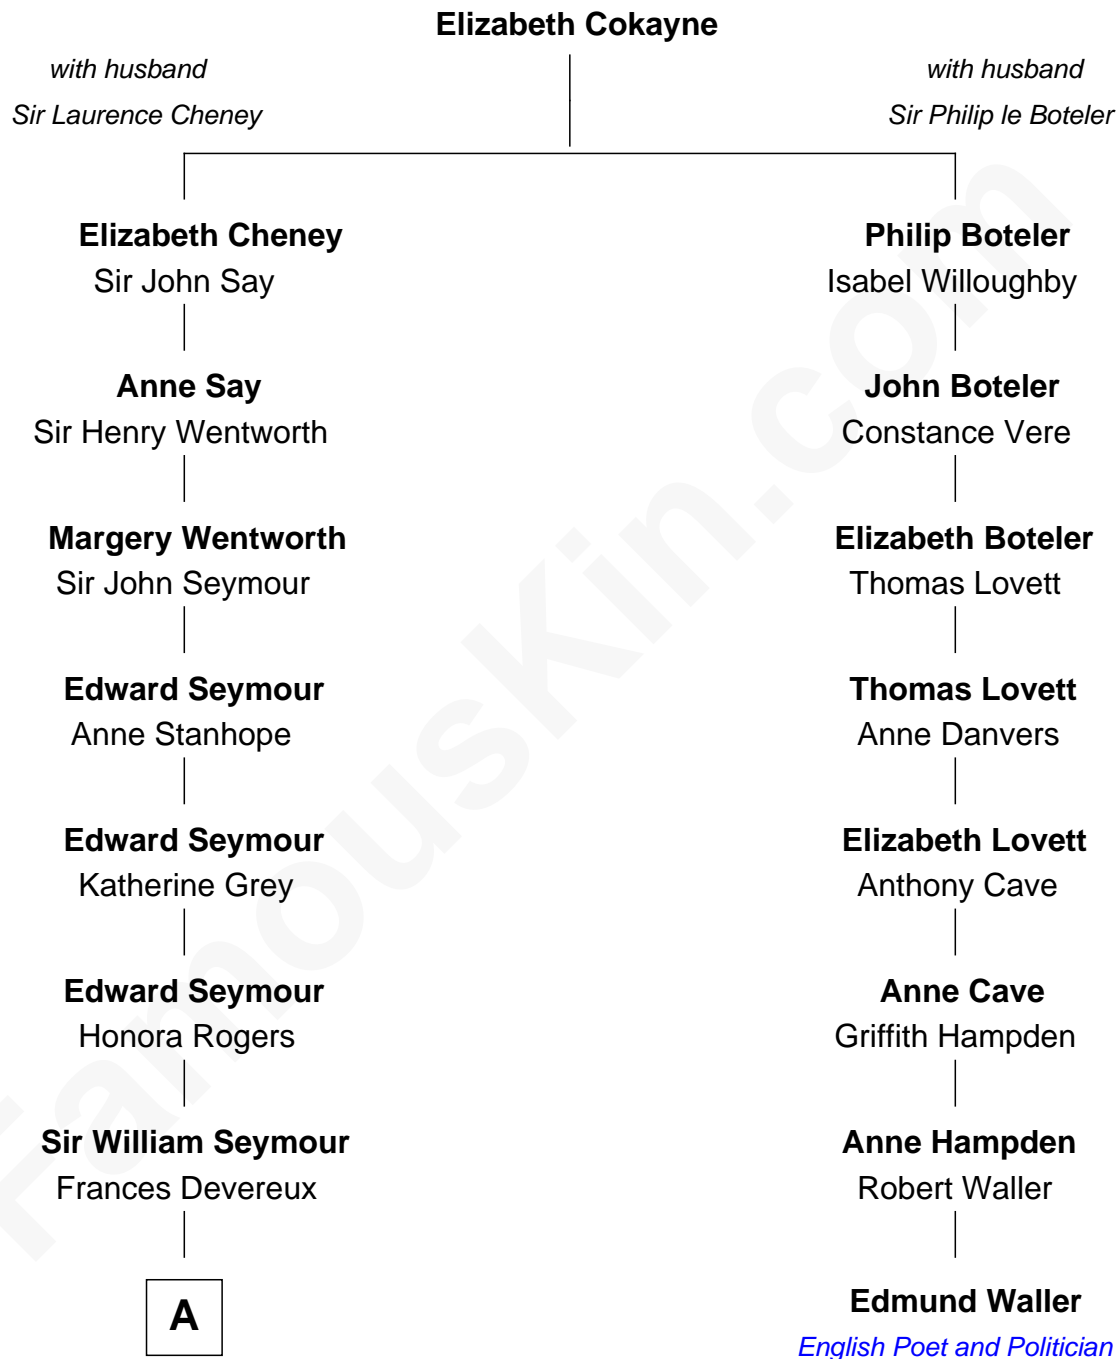 Elizabeth Cokayne
with husband
Sir Laurence Cheney
with husband
Sir Philip le Boteler
Elizabeth Cheney
Sir John Say
Philip Boteler
Isabel Willoughby
Anne Say
Sir Henry Wentworth
John Boteler
Constance Vere
Margery Wentworth
Sir John Seymour
Elizabeth Boteler
Thomas Lovett
Edward Seymour
Anne Stanhope
Thomas Lovett
Anne Danvers
Edward Seymour
Katherine Grey
Elizabeth Lovett
Anthony Cave
Edward Seymour
Honora Rogers
Anne Cave
Griffith Hampden
Sir William Seymour
Frances Devereux
Anne Hampden
Robert Waller
A
Edmund Waller
English Poet and Politician
FamousKin.com